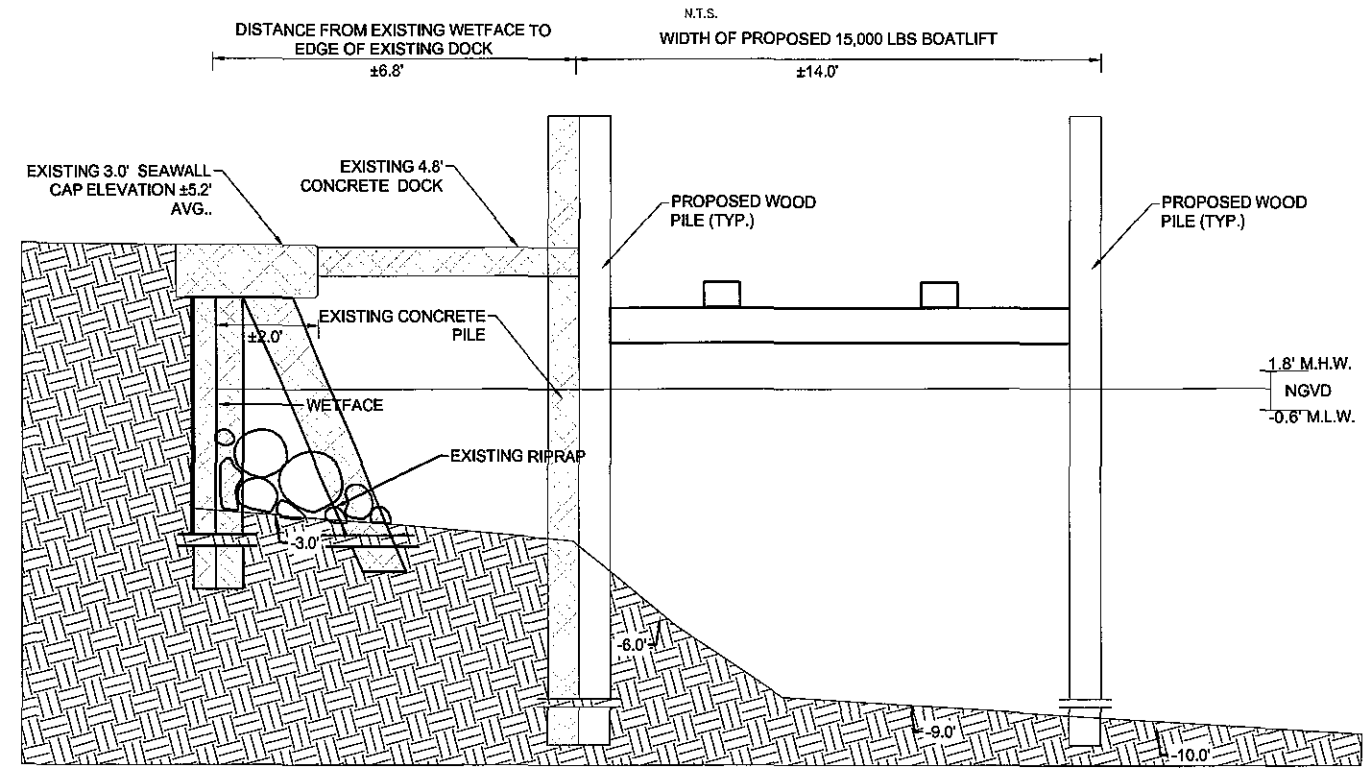 N.T.S.
DISTANCE FROM EXISTING WETFACE TO
EDGE OF EXISTING DOCK
±6.8'
WIDTH OF PROPOSED 15,000 LBS BOATLIFT
±14.0'
EXISTING 3.0' SEAWALL
CAP ELEVATION ±5.2'
AVG..
EXISTING 4.8'
CONCRETE DOCK
PROPOSED WOOD
PILE (TYP.)
PROPOSED WOOD
PILE (TYP.)
EXISTING CONCRETE
PILE
±2.0'
1.8' M.H.W.
NGVD
-0.6' M.L.W.
WETFACE
EXISTING RIPRAP
-3.0'
-6.0'
-9.0'
-10.0'